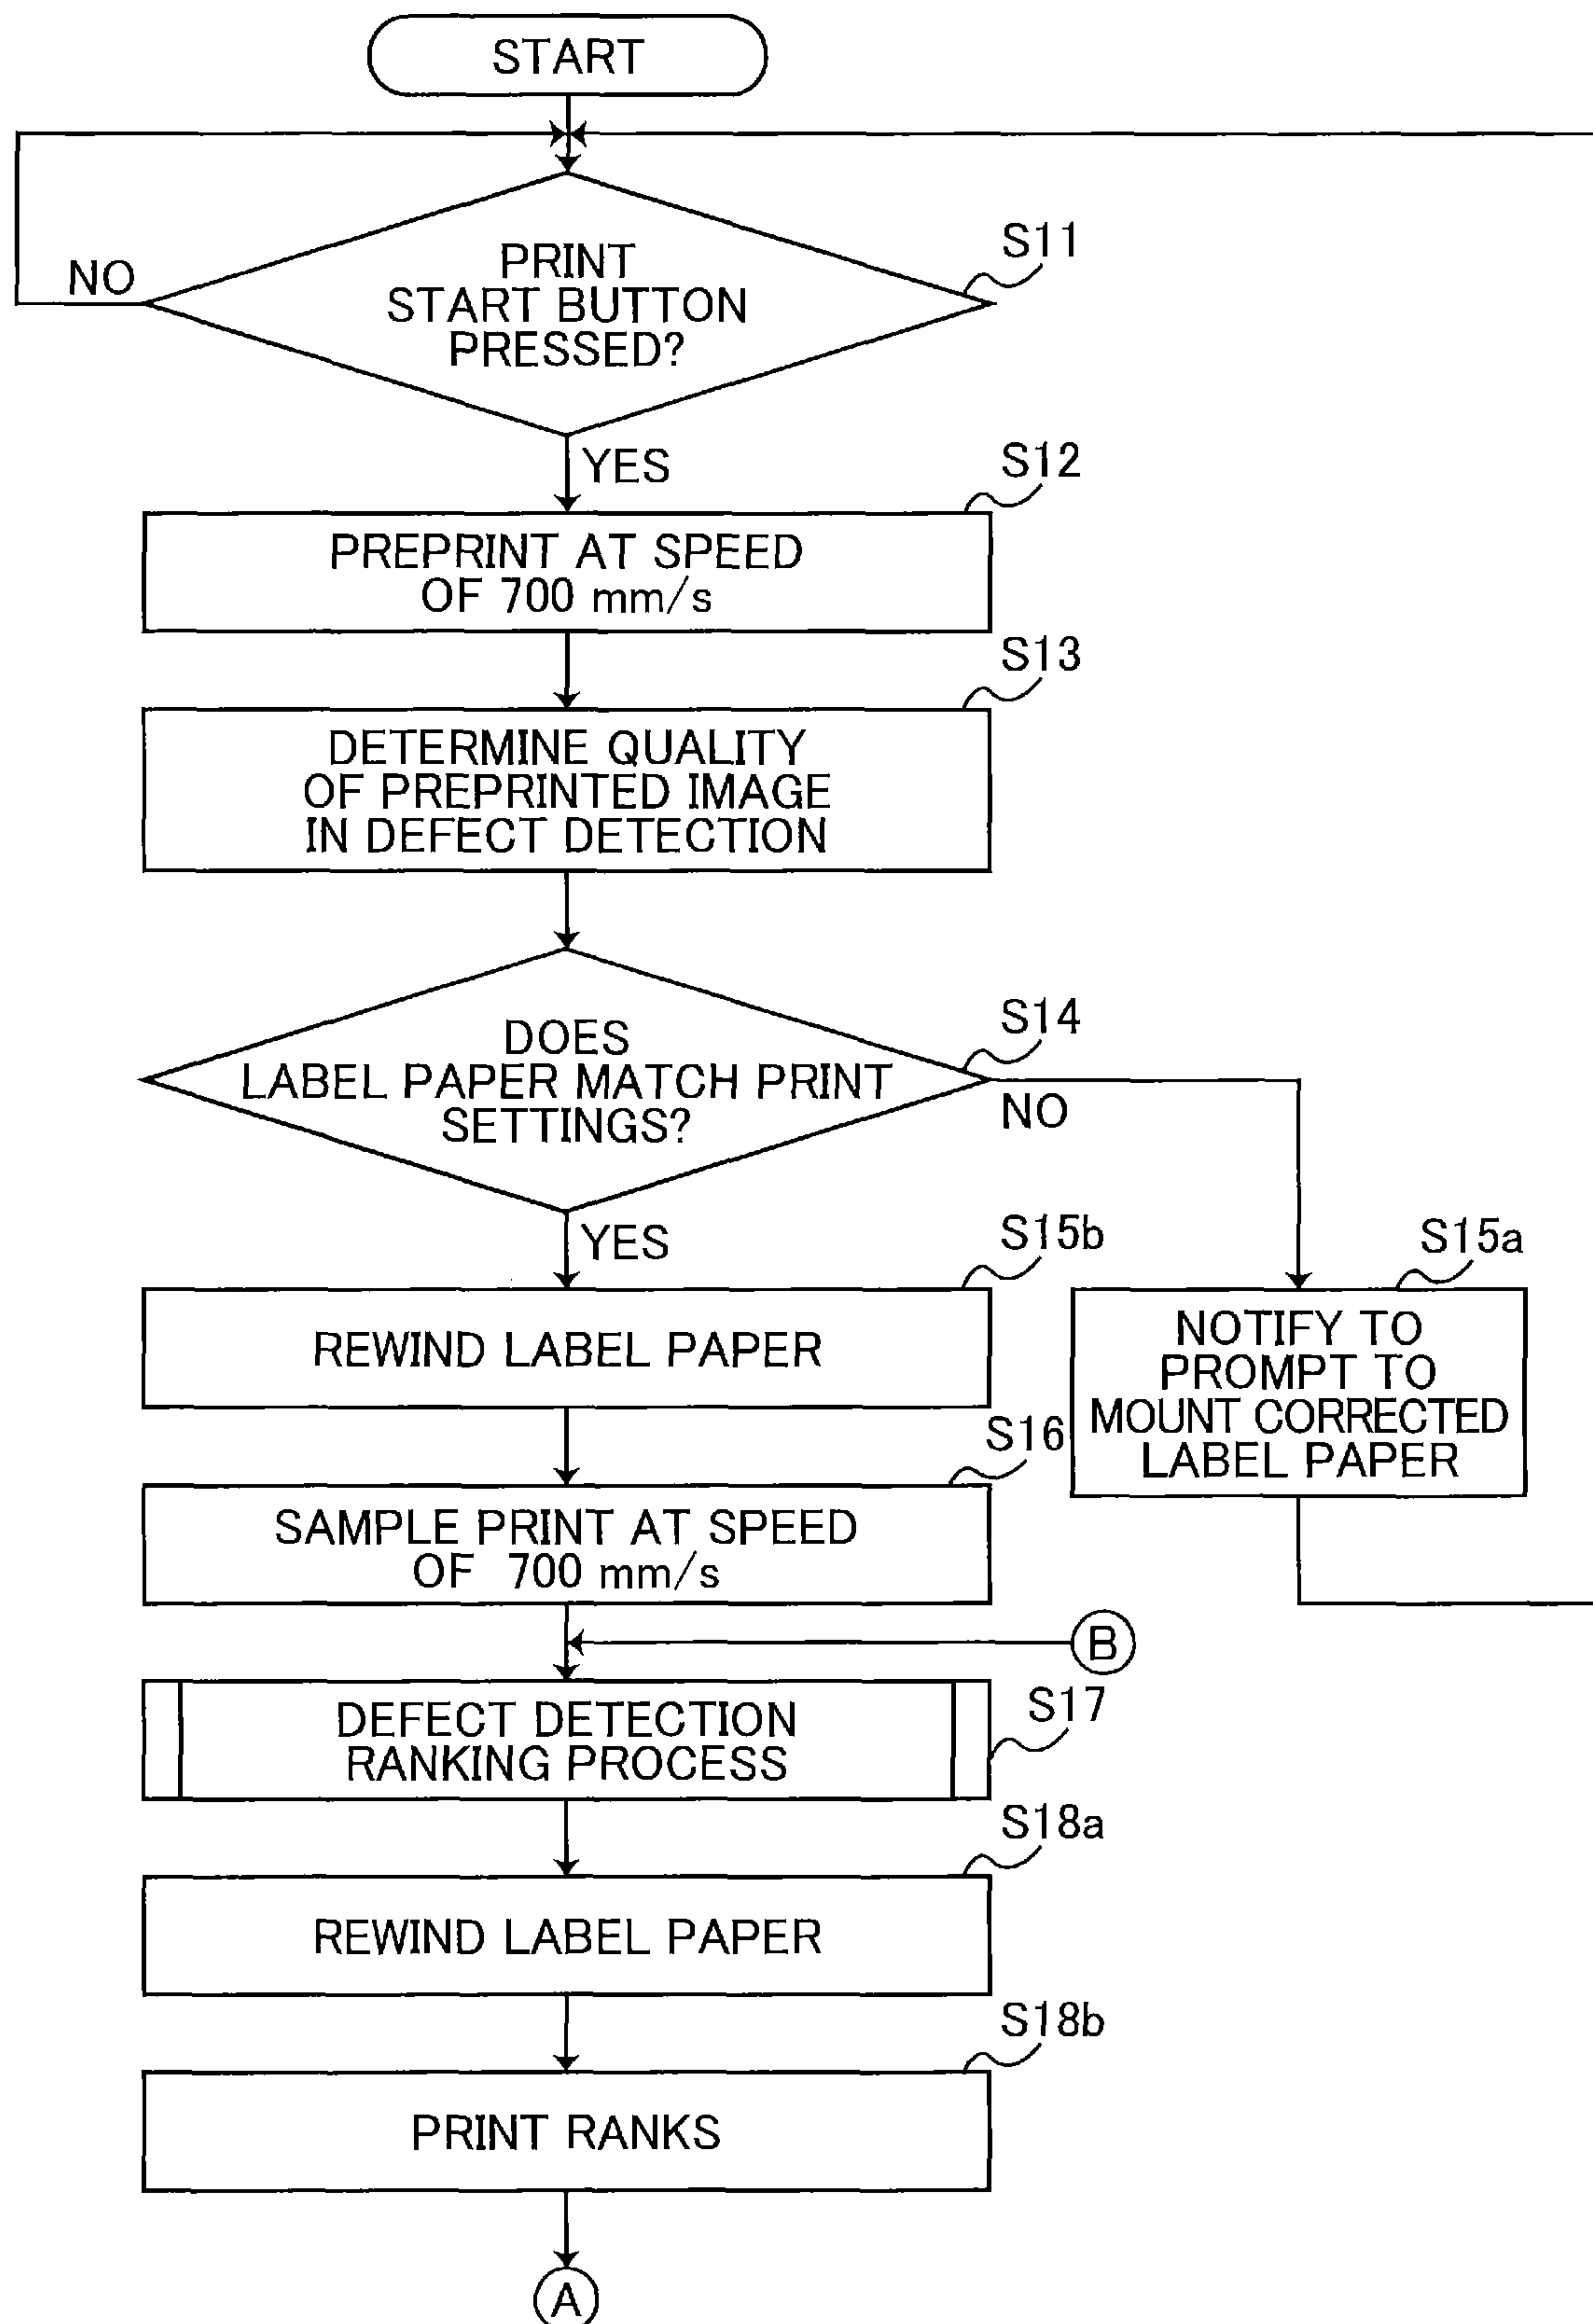 START
NO
S11
PRINT
START BUTTON
PRESSED?
YES
S12
PREPRINT AT SPEED
OF 700 mm/s
S13
DETERMINE QUALITY
OF PREPRINTED IMAGE
IN DEFECT DETECTION
S14
DOES
LABEL PAPER MATCH PRINT
SETTINGS?
NO
YES
S15b
REWIND LABEL PAPER
S15a
NOTIFY TO
PROMPT TO
MOUNT CORRECTED
LABEL PAPER
S16
SAMPLE PRINT AT SPEED
OF 700 mm/s
B
S17
DEFECT DETECTION
RANKING PROCESS
S18a
REWIND LABEL PAPER
S18b
PRINT RANKS
A